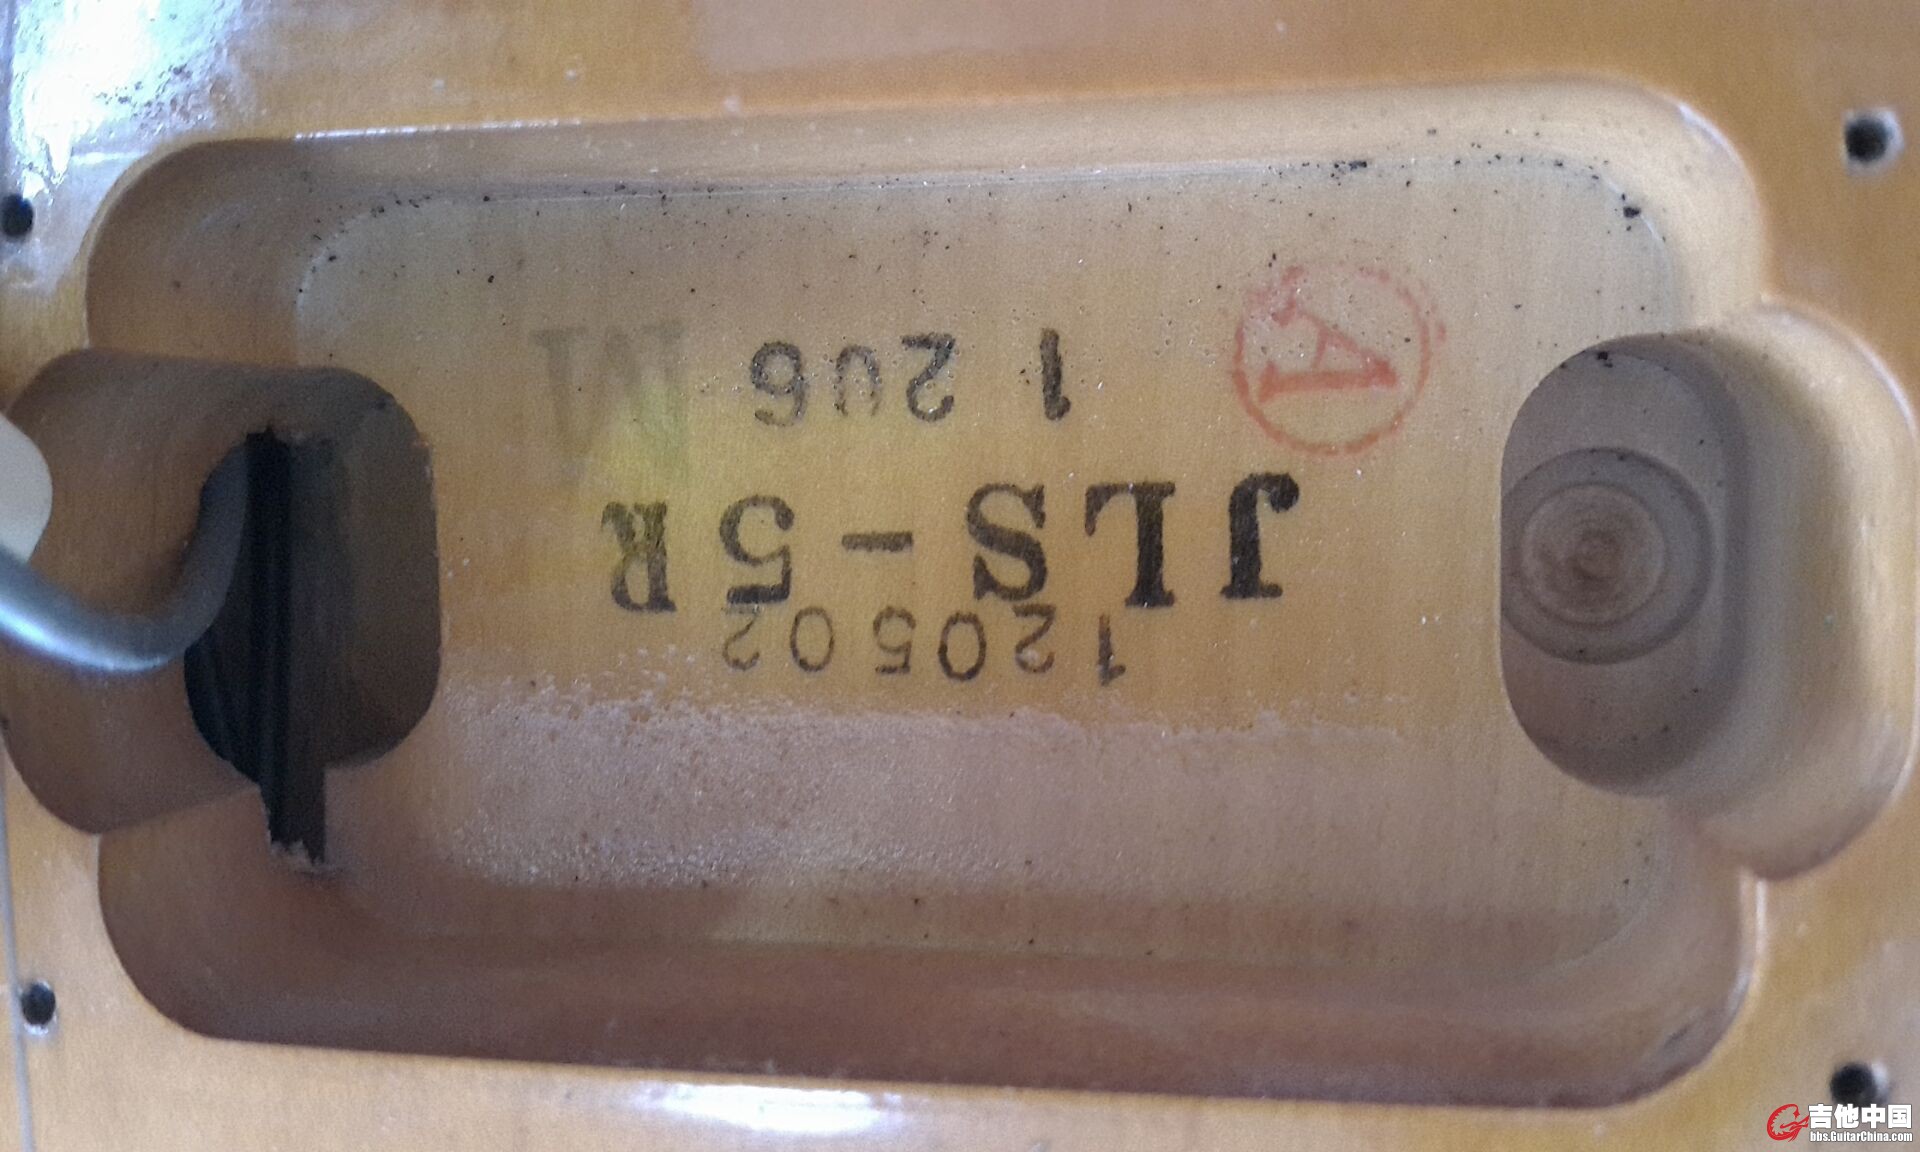 120502
JLS-5R
A
1 206
吉他中国
bbs.GuitarChina.com